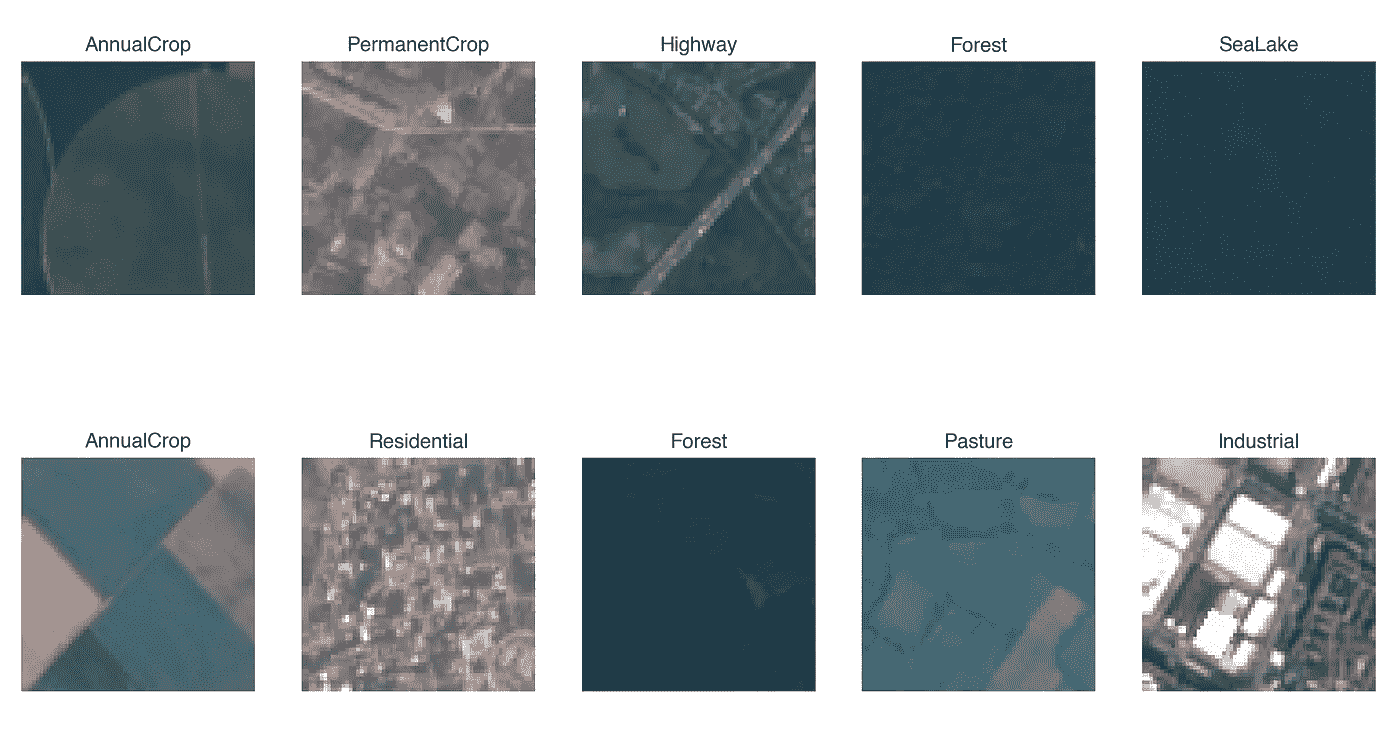 AnnualCrop PermanentCrop Highway Forest SeaLake
AnnualCrop Residential Forest Pasture Industrial